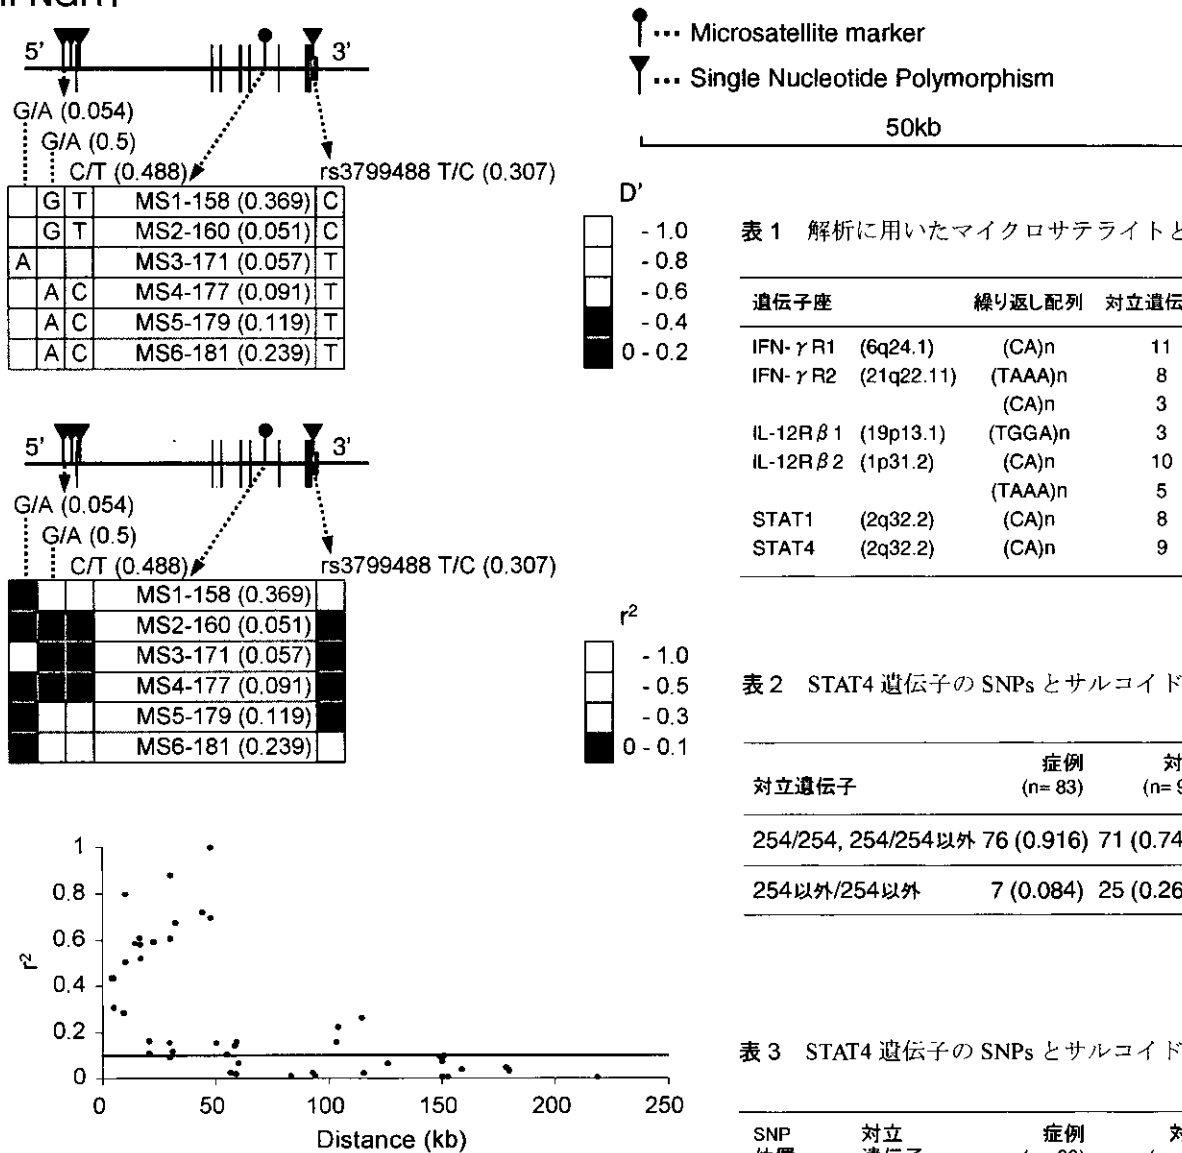 5' 3'
G/A (0.054)
G/A (0.5)
C/T (0.488)
rs3799488 T/C (0.307)
G T MS1-158 (0.369) C
G T MS2-160 (0.051) C
A MS3-171 (0.057) T
A C MS4-177 (0.091) T
A C MS5-179 (0.119) T
A C MS6-181 (0.239) T
D'
- 1.0
- 0.8
- 0.6
- 0.4
0 - 0.2
5' 3'
G/A (0.054)
G/A (0.5)
C/T (0.488)
rs3799488 T/C (0.307)
MS1-158 (0.369)
MS2-160 (0.051)
MS3-171 (0.057)
MS4-177 (0.091)
MS5-179 (0.119)
MS6-181 (0.239)
r²
- 1.0
- 0.5
- 0.3
0 - 0.1
1
0.8
0.6
0.4
0.2
0
r²
0 50 100 150 200 250
Distance (kb)
… Microsatellite marker
… Single Nucleotide Polymorphism
50kb
表 1 解析に用いたマイクロサテライトと
遺伝子座 繰り返し配列 対立遺伝
IFN-γR1 (6q24.1) (CA)n 11
IFN-γR2 (21q22.11) (TAAA)n 8
(CA)n 3
IL-12Rβ1 (19p13.1) (TGGA)n 3
IL-12Rβ2 (1p31.2) (CA)n 10
(TAAA)n 5
STAT1 (2q32.2) (CA)n 8
STAT4 (2q32.2) (CA)n 9
表 2 STAT4 遺伝子の SNPs とサルコイド
症例 対
対立遺伝子 (n= 83) (n= 9
254/254, 254/254以外 76 (0.916) 71 (0.74
254以外/254以外 7 (0.084) 25 (0.26
表 3 STAT4 遺伝子の SNPs とサルコイド
SNP 対立 症例 対